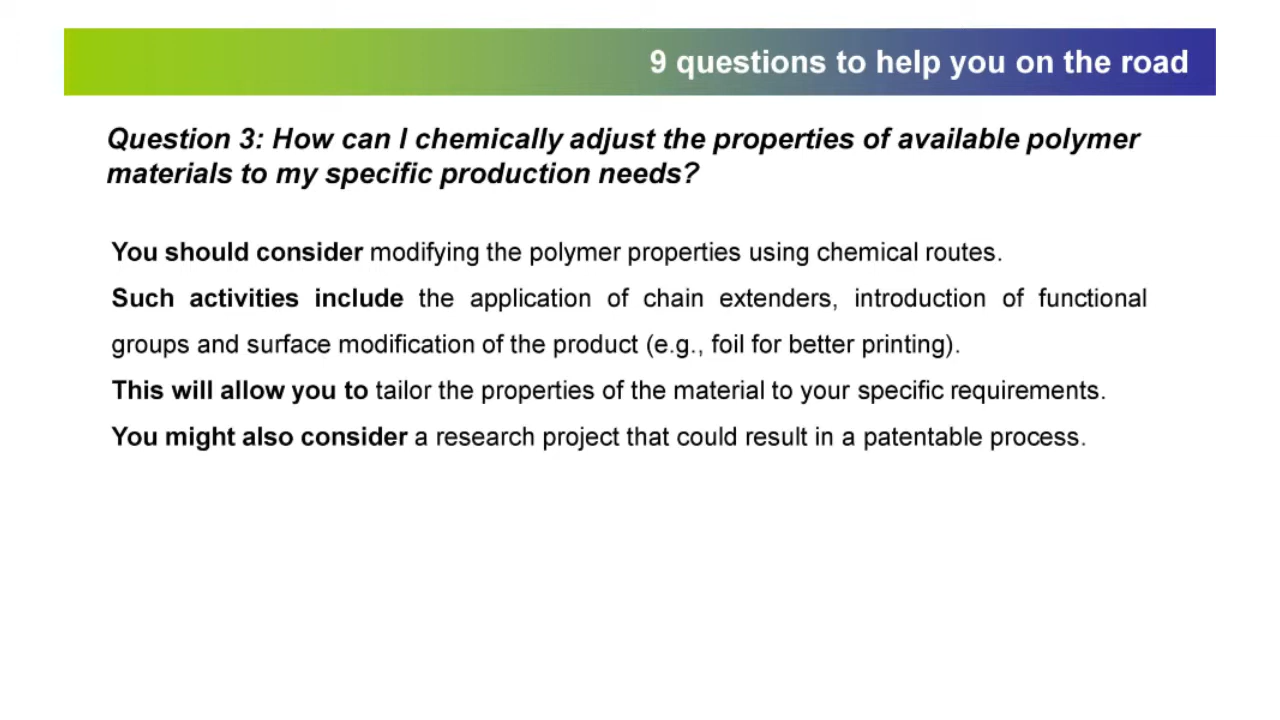 9 questions to help you on the road
Question 3: How can I chemically adjust the properties of available polymer
materials to my specific production needs?
You should consider modifying the polymer properties using chemical routes.
Such activities include the application of chain extenders, introduction of functional
groups and surface modification of the product (e.g., foil for better printing).
This will allow you to tailor the properties of the material to your specific requirements.
You might also consider a research project that could result in a patentable process.